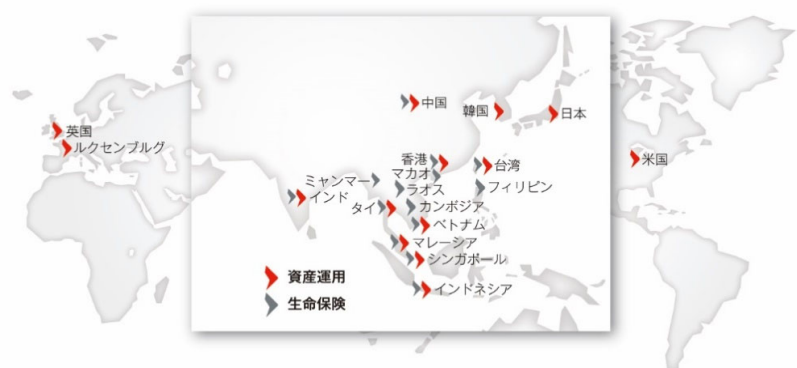 中国
韓国
日本
英国
ルクセンブルグ
香港
マカオ
台湾
米国
ミャンマー
ラオス
フィリピン
インド
タイ
カンボジア
ベトナム
マレーシア
シンガポール
資産運用
インドネシア
生命保険